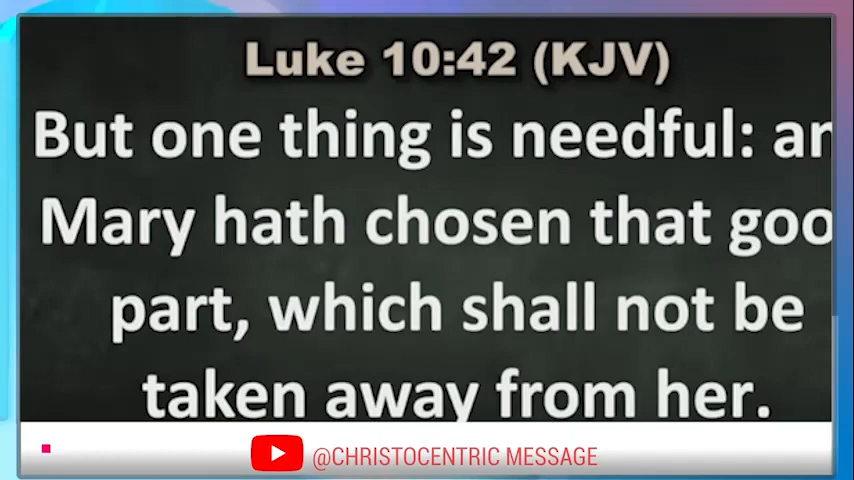 Luke 10:42 (KJV)
But one thing is needful: an
Mary hath chosen that goo
part, which shall not be
taken away from her.
@CHRISTOCENTRIC MESSAGE